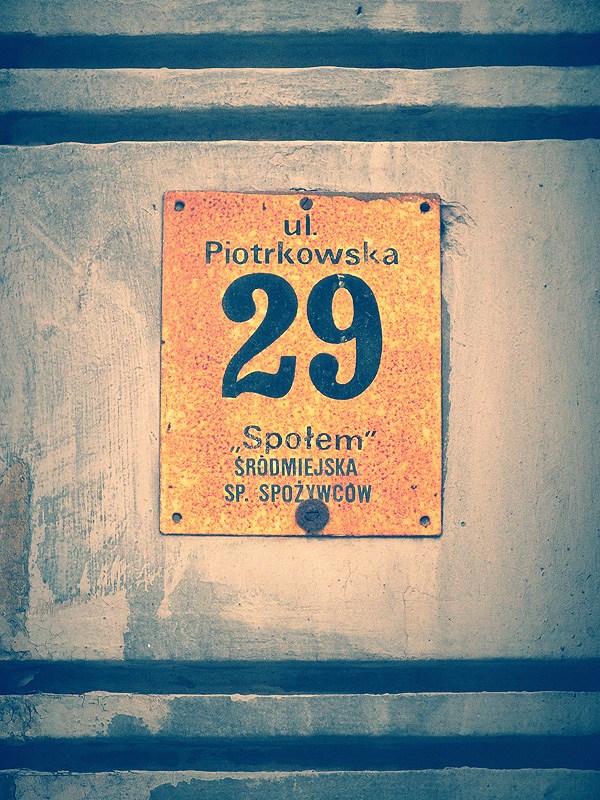 ul.
Piotrkowska
29
„Społem”
ŚRÓDMIEJSKA
SP. SPOŻYWCÓW